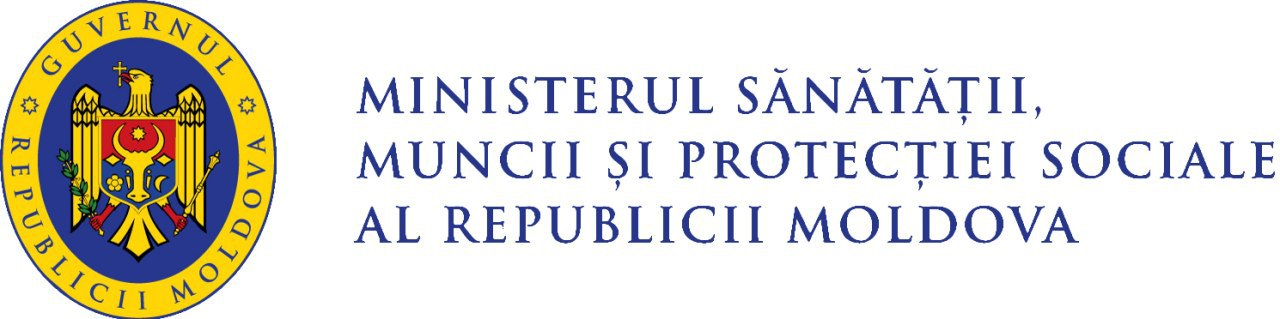 GUVERNUL
REPUBLICII MOLDOVA
MINISTERUL SĂNĂTĂȚII,
MUNCII ȘI PROTECȚIEI SOCIALE
AL REPUBLICII MOLDOVA